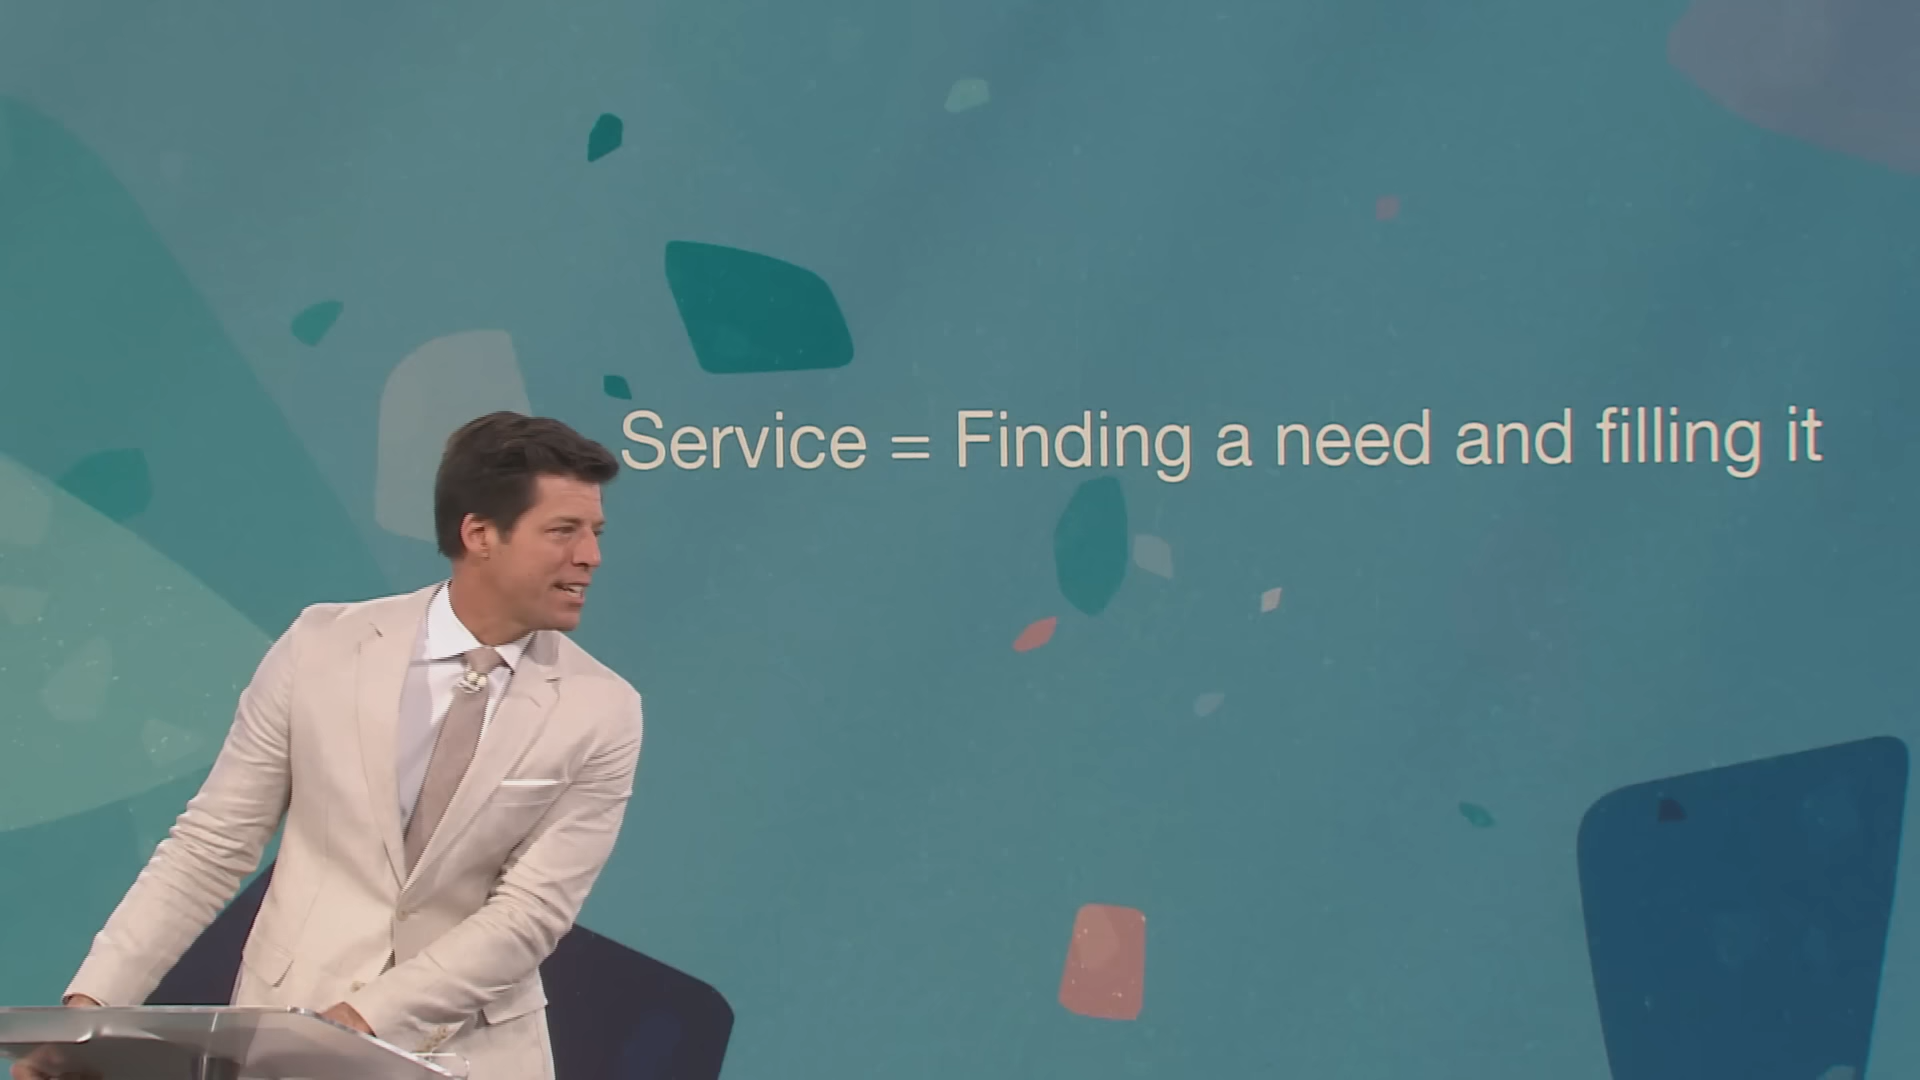 Service = Finding a need and filling it